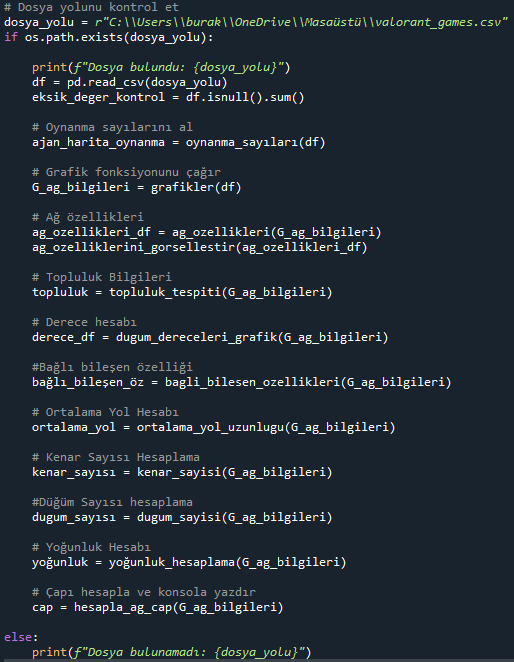 # Dosya yolunu kontrol et
dosya_yolu = r"C:\\Users\\burak\\OneDrive\\Masaüstü\\valorant_games.csv"
if os.path.exists(dosya_yolu):
print(f"Dosya bulundu: {dosya_yolu}")
df = pd.read_csv(dosya_yolu)
eksik_deger_kontrol = df.isnull().sum()
# Oynanma sayılarını al
ajan_harita_oynanma = oynanma_sayıları(df)
# Grafik fonksiyonunu çağır
G_ag_bilgileri = grafikler(df)
# Ağ özellikleri
ag_ozellikleri_df = ag_ozellikleri(G_ag_bilgileri)
ag_ozelliklerini_gorsellestir(ag_ozellikleri_df)
# Topluluk Bilgileri
topluluk = topluluk_tespiti(G_ag_bilgileri)
# Derece hesabı
derece_df = dugum_dereceleri_grafik(G_ag_bilgileri)
#Bağlı bileşen özelliği
bağlı_bileşen_öz = bagli_bilesen_ozellikleri(G_ag_bilgileri)
# Ortalama Yol Hesabı
ortalama_yol = ortalama_yol_uzunlugu(G_ag_bilgileri)
# Kenar Sayısı Hesaplama
kenar_sayısı = kenar_sayisi(G_ag_bilgileri)
#Düğüm Sayısı hesaplama
dugum_sayısı = dugum_sayisi(G_ag_bilgileri)
# Yoğunluk Hesabı
yoğunluk = yoğunluk_hesaplama(G_ag_bilgileri)
# Çapı hesapla ve konsola yazdır
cap = hesapla_ag_cap(G_ag_bilgileri)
else:
print(f"Dosya bulunamadı: {dosya_yolu}")